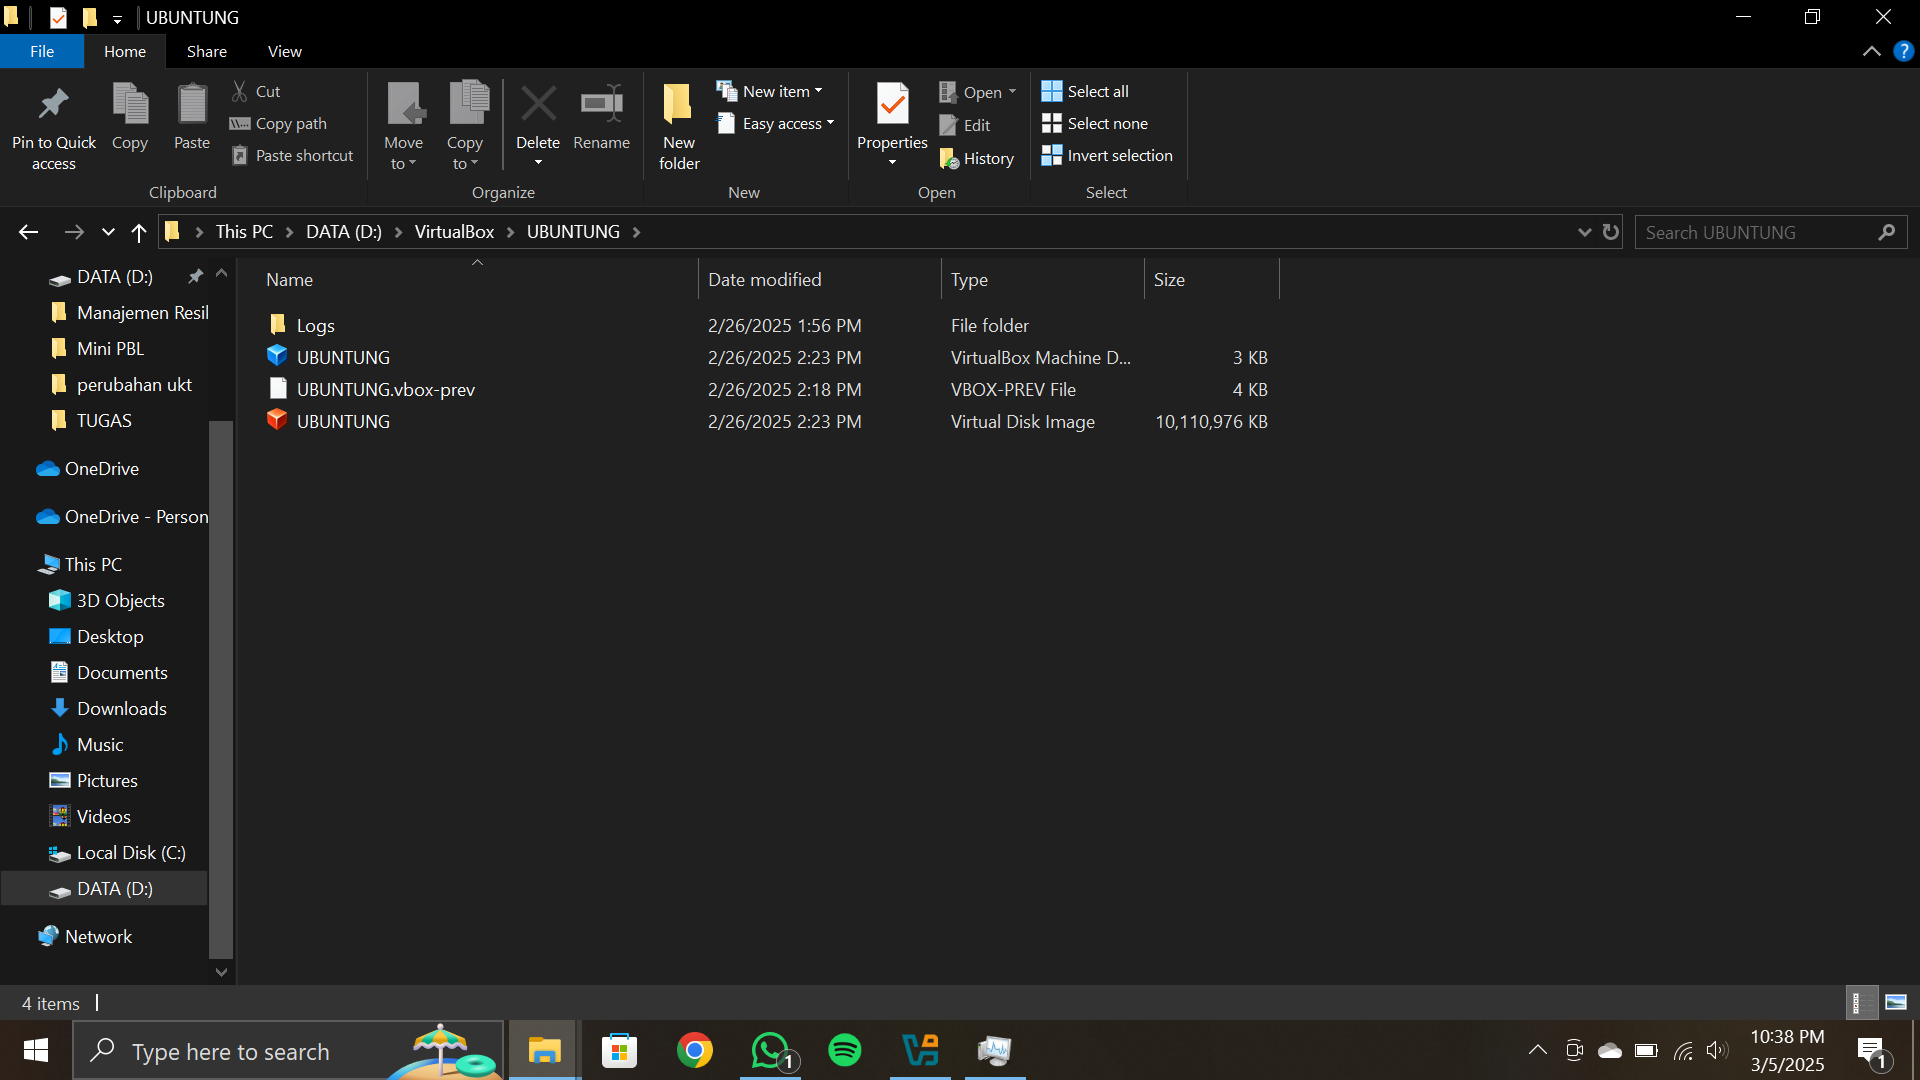 UBUNTUNG
File Home Share View
Pin to Quick access
Copy
Paste
Cut
Copy path
Paste shortcut
Clipboard
Move to
Copy to
Delete
Rename
Organize
New folder
New item
Easy access
New
Properties
Open
Edit
History
Open
Select all
Select none
Invert selection
Select
This PC DATA (D:) VirtualBox UBUNTUNG
Search UBUNTUNG
DATA (D:)
Manajemen Resil
Mini PBL
perubahan ukt
TUGAS
OneDrive
OneDrive - Person
This PC
3D Objects
Desktop
Documents
Downloads
Music
Pictures
Videos
Local Disk (C:)
DATA (D:)
Network
Name Date modified Type Size
Logs 2/26/2025 1:56 PM File folder
UBUNTUNG 2/26/2025 2:23 PM VirtualBox Machine D... 3 KB
UBUNTUNG.vbox-prev 2/26/2025 2:18 PM VBOX-PREV File 4 KB
UBUNTUNG 2/26/2025 2:23 PM Virtual Disk Image 10,110,976 KB
4 items
Type here to search
1
10:38 PM
3/5/2025
1